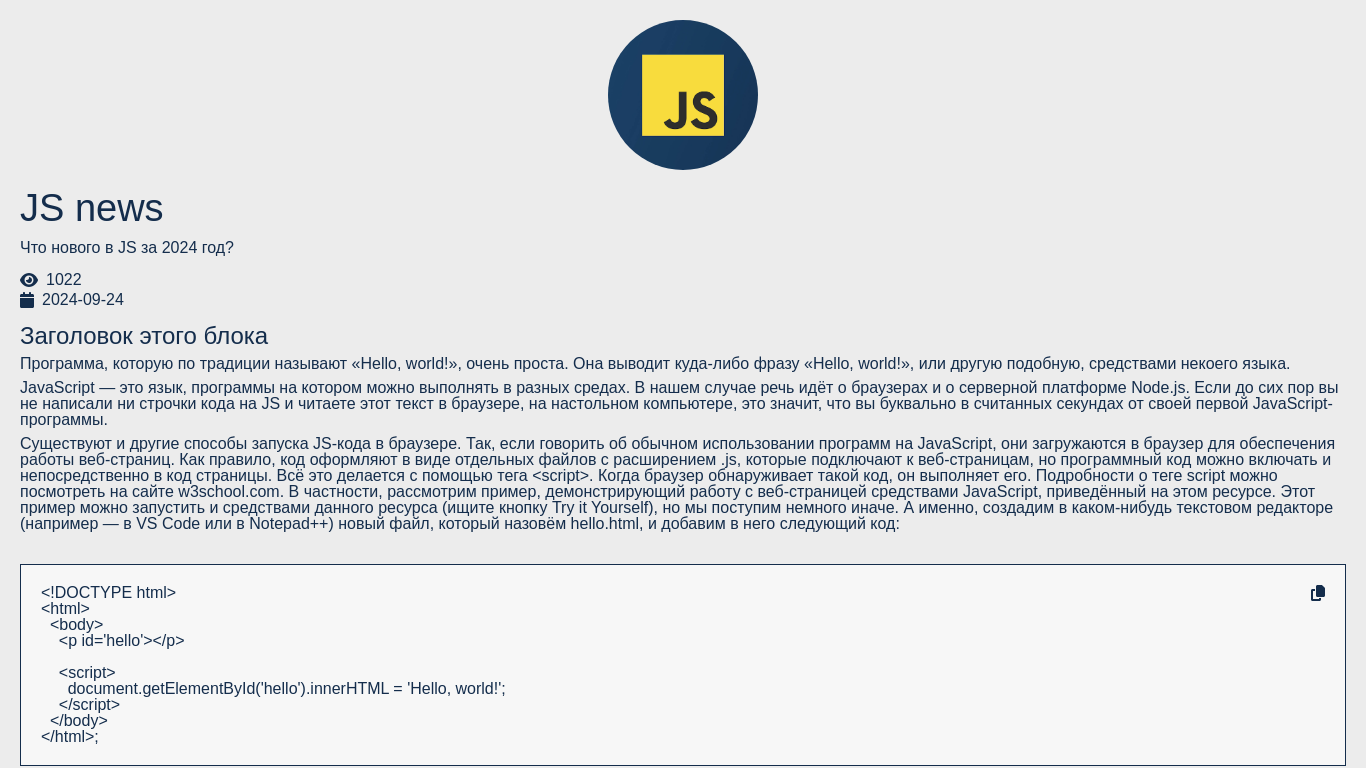 JS
JS news
Что нового в JS за 2024 год?
1022
2024-09-24
Заголовок этого блока
Программа, которую по традиции называют «Hello, world!», очень проста. Она выводит куда-либо фразу «Hello, world!», или другую подобную, средствами некоего языка.
JavaScript — это язык, программы на котором можно выполнять в разных средах. В нашем случае речь идёт о браузерах и о серверной платформе Node.js. Если до сих пор вы
не написали ни строчки кода на JS и читаете этот текст в браузере, на настольном компьютере, это значит, что вы буквально в считанных секундах от своей первой JavaScript-
программы.
Существуют и другие способы запуска JS-кода в браузере. Так, если говорить об обычном использовании программ на JavaScript, они загружаются в браузер для обеспечения
работы веб-страниц. Как правило, код оформляют в виде отдельных файлов с расширением .js, которые подключают к веб-страницам, но программный код можно включать и
непосредственно в код страницы. Всё это делается с помощью тега <script>. Когда браузер обнаруживает такой код, он выполняет его. Подробности о теге script можно
посмотреть на сайте w3school.com. В частности, рассмотрим пример, демонстрирующий работу с веб-страницей средствами JavaScript, приведённый на этом ресурсе. Этот
пример можно запустить и средствами данного ресурса (ищите кнопку Try it Yourself), но мы поступим немного иначе. А именно, создадим в каком-нибудь текстовом редакторе
(например — в VS Code или в Notepad++) новый файл, который назовём hello.html, и добавим в него следующий код:
<!DOCTYPE html>
<html>
  <body>
    <p id='hello'></p>
    <script>
      document.getElementById('hello').innerHTML = 'Hello, world!';
    </script>
  </body>
</html>;